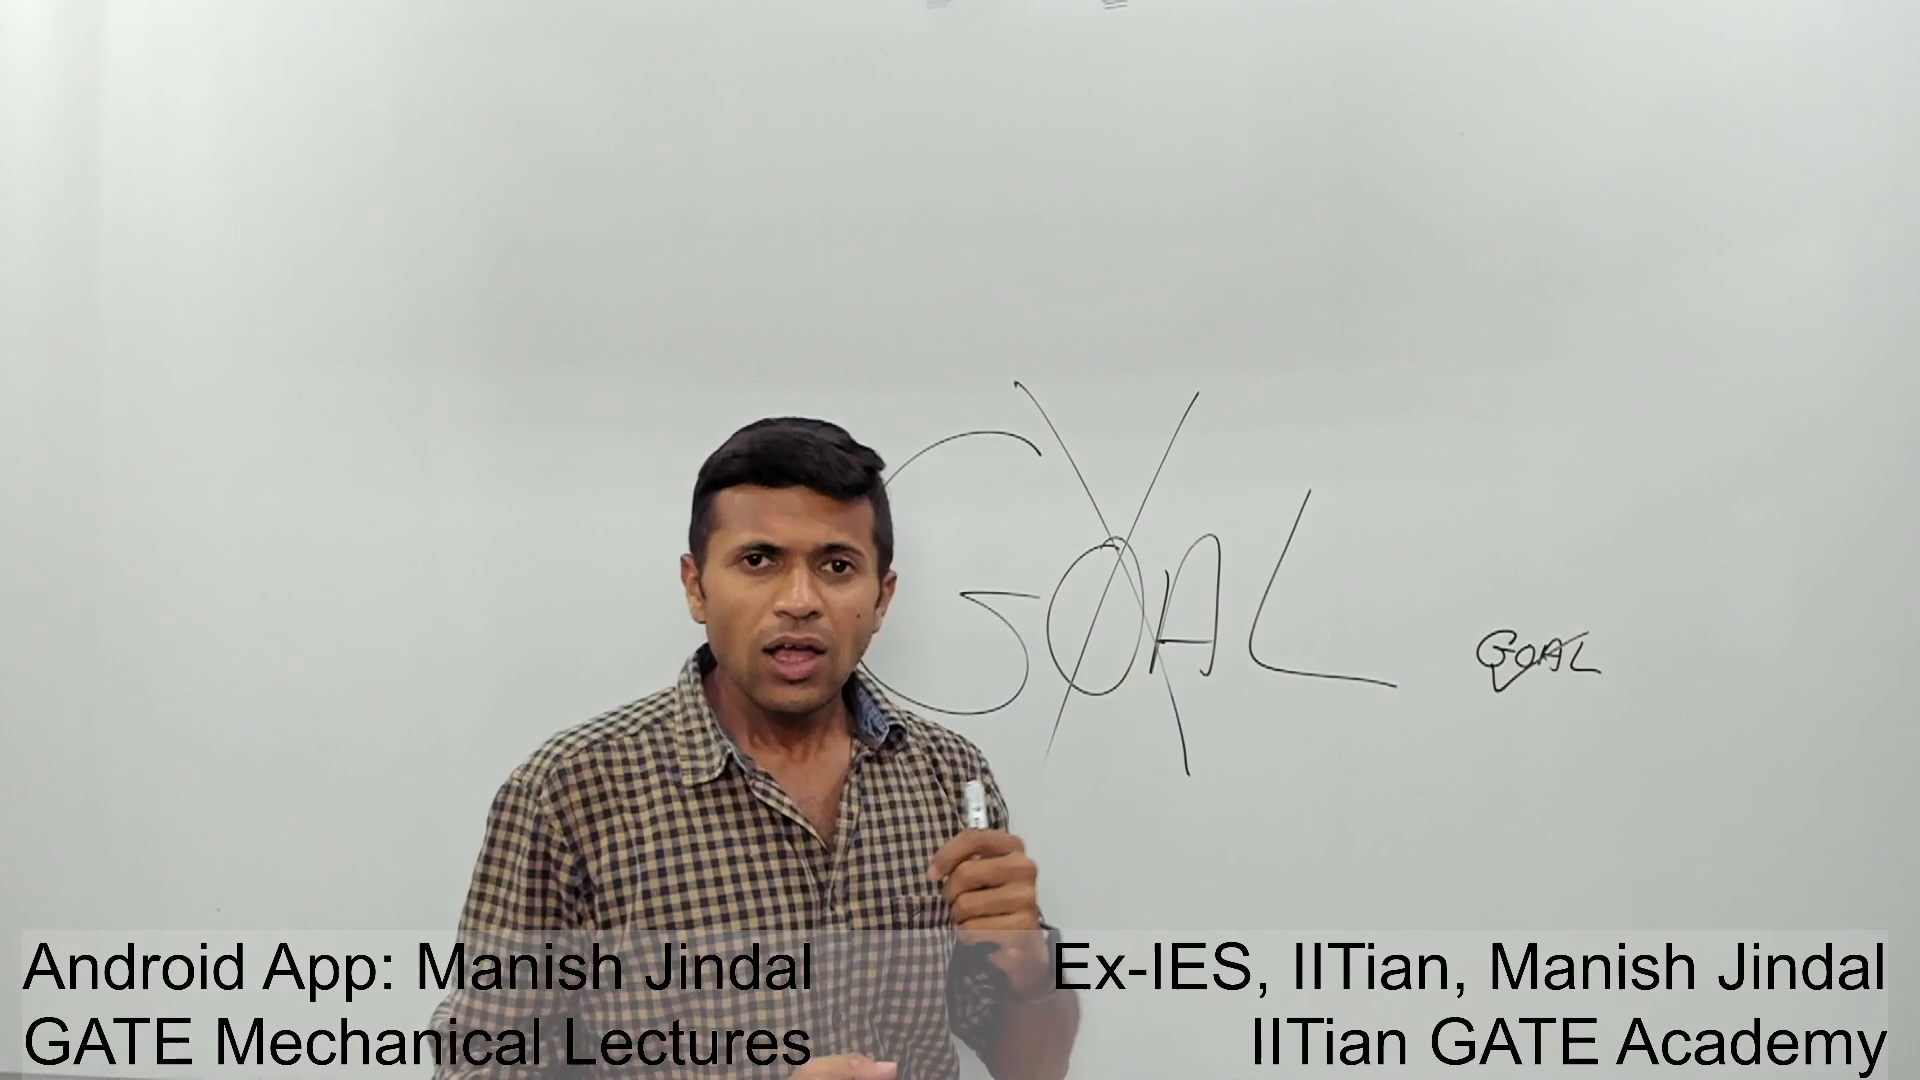 GOAL
GOAL
Android App: Manish Jindal
GATE Mechanical Lectures
Ex-IES, IITian, Manish Jindal
IITian GATE Academy